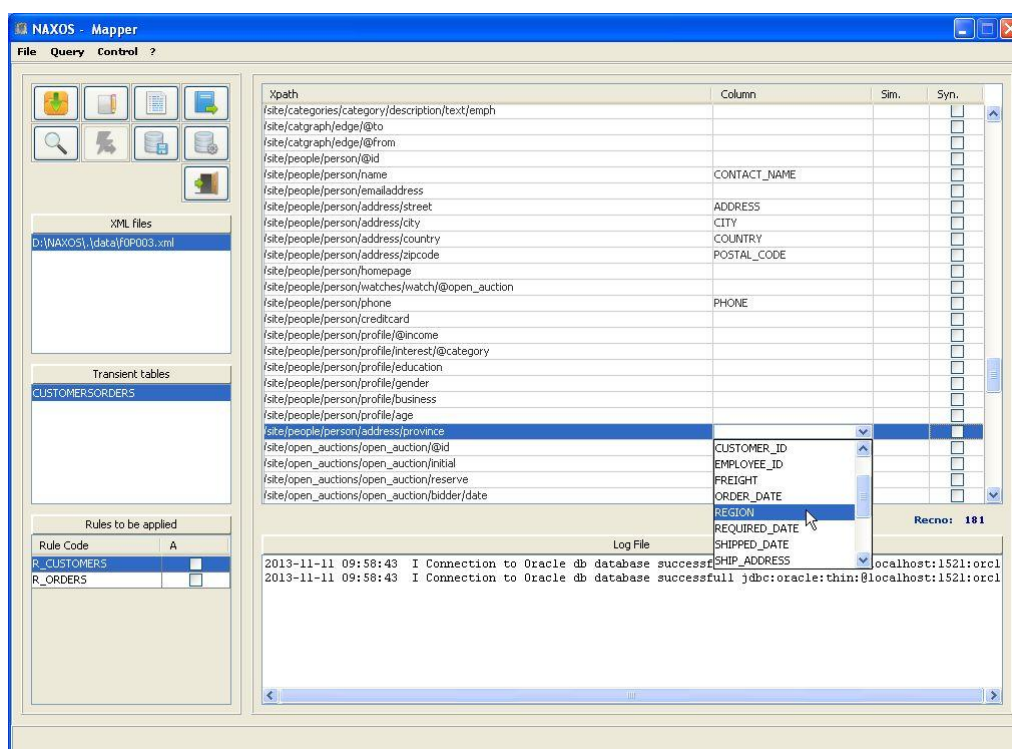 NAXOS - Mapper
File Query Control ?
XML files
D:\NAXOS\.\data\f0P003.xml
Transient tables
CUSTOMERSORDERS
Rules to be applied
Rule Code A
R_CUSTOMERS
R_ORDERS
Xpath Column Sim. Syn.
/site/categories/category/description/text/emph
/site/catgraph/edge/@to
/site/catgraph/edge/@from
/site/people/person/@id
/site/people/person/name CONTACT_NAME
/site/people/person/emailaddress
/site/people/person/address/street ADDRESS
/site/people/person/address/city CITY
/site/people/person/address/country COUNTRY
/site/people/person/address/zipcode POSTAL_CODE
/site/people/person/homepage
/site/people/person/watches/watch/@open_auction
/site/people/person/phone PHONE
/site/people/person/creditcard
/site/people/person/profile/@income
/site/people/person/profile/interest/@category
/site/people/person/profile/education
/site/people/person/profile/gender
/site/people/person/profile/business
/site/people/person/profile/age
/site/people/person/address/province
/site/open_auctions/open_auction/@id
/site/open_auctions/open_auction/initial
/site/open_auctions/open_auction/reserve
/site/open_auctions/open_auction/bidder/date
CUSTOMER_ID
EMPLOYEE_ID
FREIGHT
ORDER_DATE
REGION
REQUIRED_DATE
SHIPPED_DATE
SHIP_ADDRESS
Recno: 181
Log File
2013-11-11 09:58:43 I Connection to Oracle db database successf ocalhost:1521:orcl
2013-11-11 09:58:43 I Connection to Oracle db database successfull jdbc:oracle:thin:@localhost:1521:orcl